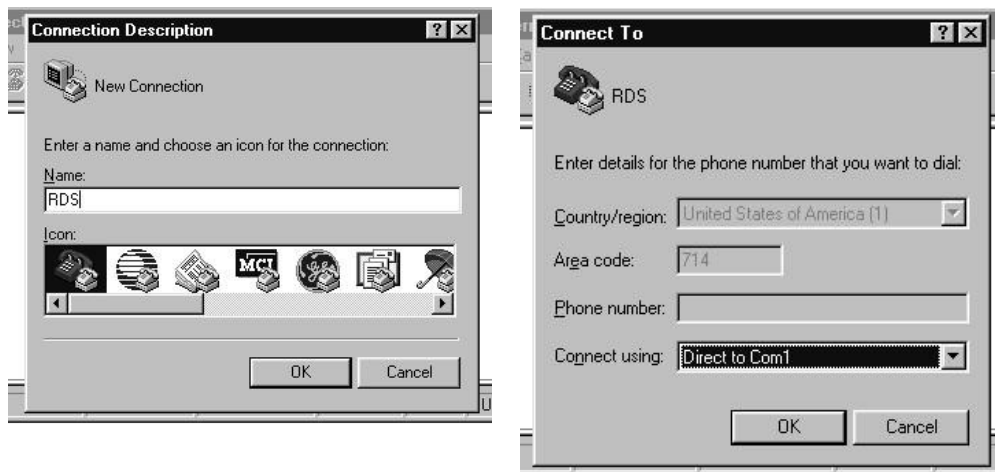 Connection Description
New Connection
Enter a name and choose an icon for the connection:
Name:
RDS
Icon:
MCI
OK
Cancel
Connect To
RDS
Enter details for the phone number that you want to dial:
Country/region: United States of America (1)
Area code: 714
Phone number:
Connect using: Direct to Com1
OK
Cancel